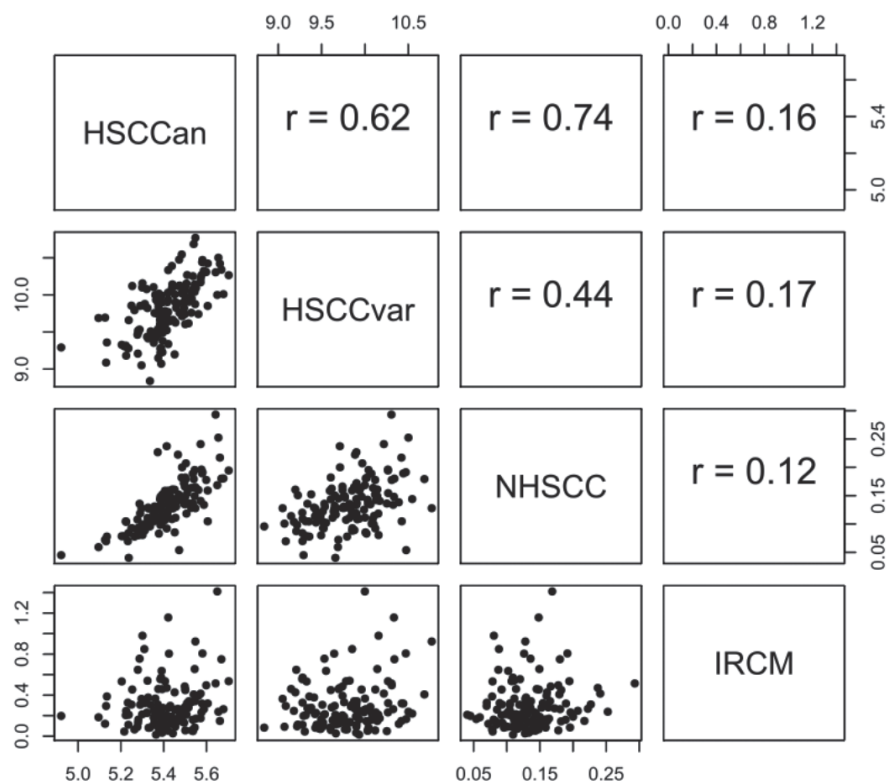 9.0 9.5 10.5
0.0 0.4 0.8 1.2
HSCCan
r = 0.62
r = 0.74
r = 0.16
5.0 5.4
9.0 10.0
HSCCvar
r = 0.44
r = 0.17
NHSCC
r = 0.12
0.05 0.15 0.25
0.0 0.4 0.8 1.2
IRCM
5.0 5.2 5.4 5.6
0.05 0.15 0.25